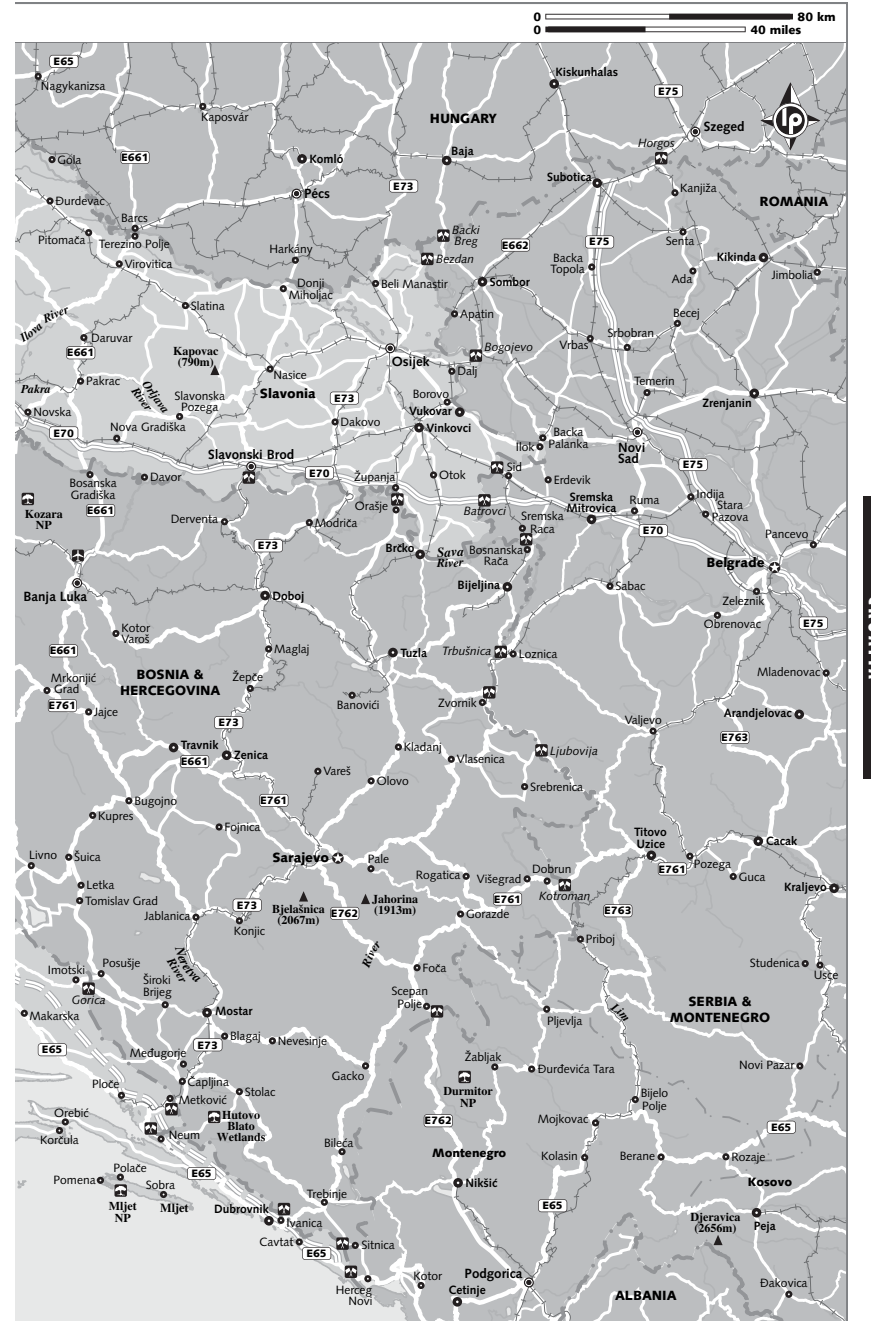 0 80 km
0 40 miles
E65
Nagykanizsa
Kiskunhalas
Kaposvár
E75
HUNGARY
lp
Szeged
Horgos
Gola
E661
Komló
Baja
E73
Subotica
Kanjiža
Pécs
Đurđevac
ROMANIA
Barcs
Terezino Polje
Pitomača
Backi
Breg
E662
E75
Senta
Virovitica
Harkány
Bezdan
Backa
Topola
Kikinda
Ada
Jimbolia
Donji
Miholjac
Beli Manastir
Sombor
Slatina
Apatin
Becej
Ilova River
Daruvar
E661
Kapovac
(790m)
Osijek
Bogojevo
Vrbas
Srbobran
Pakra
Pakrac
Orljava
River
Nasice
Dalj
Slavonska
Pozega
Slavonia
E73
Borovo
Vukovar
Temerin
Zrenjanin
Novska
Dakovo
Vinkovci
E70
Nova Gradiška
Ilok
Backa
Palanka
Novi
Sad
Slavonski Brod
E70
Županja
Otok
Sid
Erdevik
E75
Bosanska
Gradiška
Davor
Indija
Kozara
NP
E661
Orašje
Batrovci
Sremska
Mitrovica
Ruma
Stara
Pazova
Derventa
Modriča
Sremska
Raca
E70
Pancevo
E73
Brčko
Sava
River
Bosnanska
Rača
Belgrade
Banja Luka
Doboj
Bijeljina
Sabac
Zeleznik
Obrenovac
E75
Kotor
Varoš
E661
Maglaj
Tuzla
Trbušnica
Loznica
BOSNIA &
HERCEGOVINA
Mladenovac
Mrkonjić
Grad
E761
Žepče
Jajce
Banovići
Zvornik
Arandjelovac
E73
Valjevo
E763
Travnik
E661
Zenica
Kladanj
Vlasenica
Ljubovija
Vareš
Olovo
Srebrenica
Bugojno
E761
Kupres
Fojnica
Titovo
Uzice
Cacak
Livno
Šuica
Sarajevo
Pale
E761
Pozega
Letka
Rogatica
Višegrad
Dobrun
Guca
Kraljevo
Tomislav Grad
E73
Bjelašnica
(2067m)
Jahorina
(1913m)
E762
E761
Kotroman
E763
Jablanica
Konjic
Gorazde
Priboj
Neretva
River
River
Studenica
Usce
Imotski
Posušje
Foča
Gorica
Široki
Brijeg
Scepan
Polje
SERBIA &
MONTENEGRO
Makarska
Mostar
Lim
Pljevlja
E65
Blagaj
Nevesinje
E73
Međugorje
Žabljak
Đurđevića Tara
Novi Pazar
Gacko
Ploče
Čapljina
Stolac
Durmitor
NP
Metković
Bijelo
Polje
Orebić
Hutovo
Blato
Wetlands
E762
Mojkovac
Korčula
Neum
E65
Bileća
Montenegro
Kolasin
Berane
Rozaje
Polače
E65
Pomena
Sobra
Nikšić
Kosovo
Mljet
NP
Mljet
Trebinje
E65
Dubrovnik
Ivanica
Djeravica
(2656m)
Peja
Cavtat
E65
Sitnica
Herceg
Novi
Kotor
Podgorica
Cetinje
ALBANIA
Đakovica